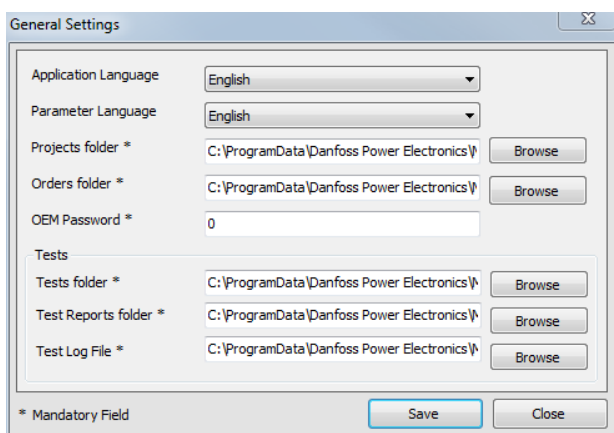 General Settings
Application Language English
Parameter Language English
Projects folder * C:\ProgramData\Danfoss Power Electronics\ Browse
Orders folder * C:\ProgramData\Danfoss Power Electronics\ Browse
OEM Password * 0
Tests
Tests folder * C:\ProgramData\Danfoss Power Electronics\ Browse
Test Reports folder * C:\ProgramData\Danfoss Power Electronics\ Browse
Test Log File * C:\ProgramData\Danfoss Power Electronics\ Browse
* Mandatory Field Save Close